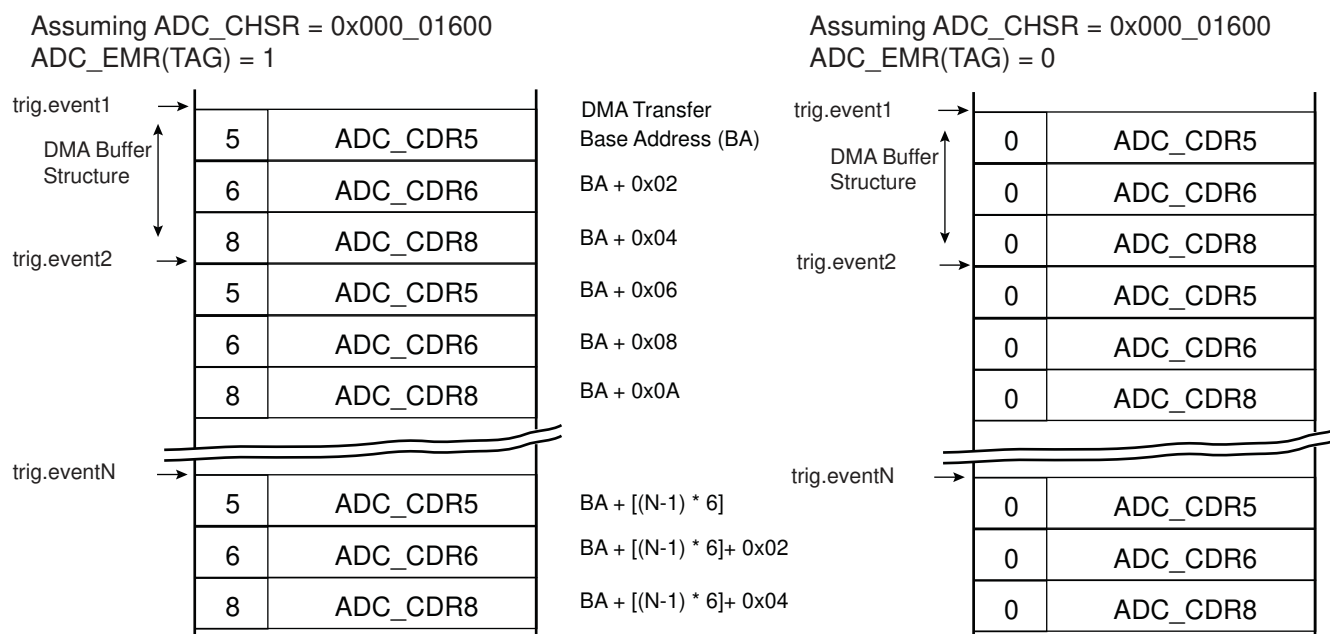 Assuming ADC_CHSR = 0x000_01600
ADC_EMR(TAG) = 1
trig.event1
DMA Buffer
Structure
5 ADC_CDR5
6 ADC_CDR6
8 ADC_CDR8
trig.event2
5 ADC_CDR5
6 ADC_CDR6
8 ADC_CDR8
trig.eventN
5 ADC_CDR5
6 ADC_CDR6
8 ADC_CDR8
DMA Transfer
Base Address (BA)
BA + 0x02
BA + 0x04
BA + 0x06
BA + 0x08
BA + 0x0A
BA + [(N-1) * 6]
BA + [(N-1) * 6]+ 0x02
BA + [(N-1) * 6]+ 0x04
Assuming ADC_CHSR = 0x000_01600
ADC_EMR(TAG) = 0
trig.event1
DMA Buffer
Structure
0 ADC_CDR5
0 ADC_CDR6
0 ADC_CDR8
trig.event2
0 ADC_CDR5
0 ADC_CDR6
0 ADC_CDR8
trig.eventN
0 ADC_CDR5
0 ADC_CDR6
0 ADC_CDR8